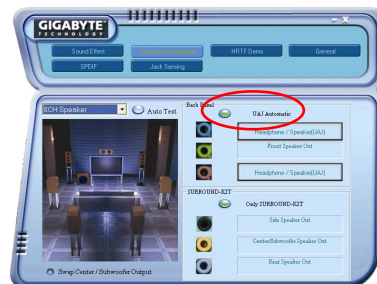 GIGABYTE
TECHNOLOGY
- X
Sound Effect
Speaker Configuration
HRTF Demo
General
SPDIF
Jack Sensing
8CH Speaker
Auto Test
Back Panel
UAJ Automatic
Headphone / Speaker(UAJ)
Front Speaker Out
Headphone / Speaker(UAJ)
SURROUND-KIT
Only SURROUND-KIT
Side Speaker Out
Center/Subwoofer Speaker Out
Rear Speaker Out
Swap Center / Subwoofer Output